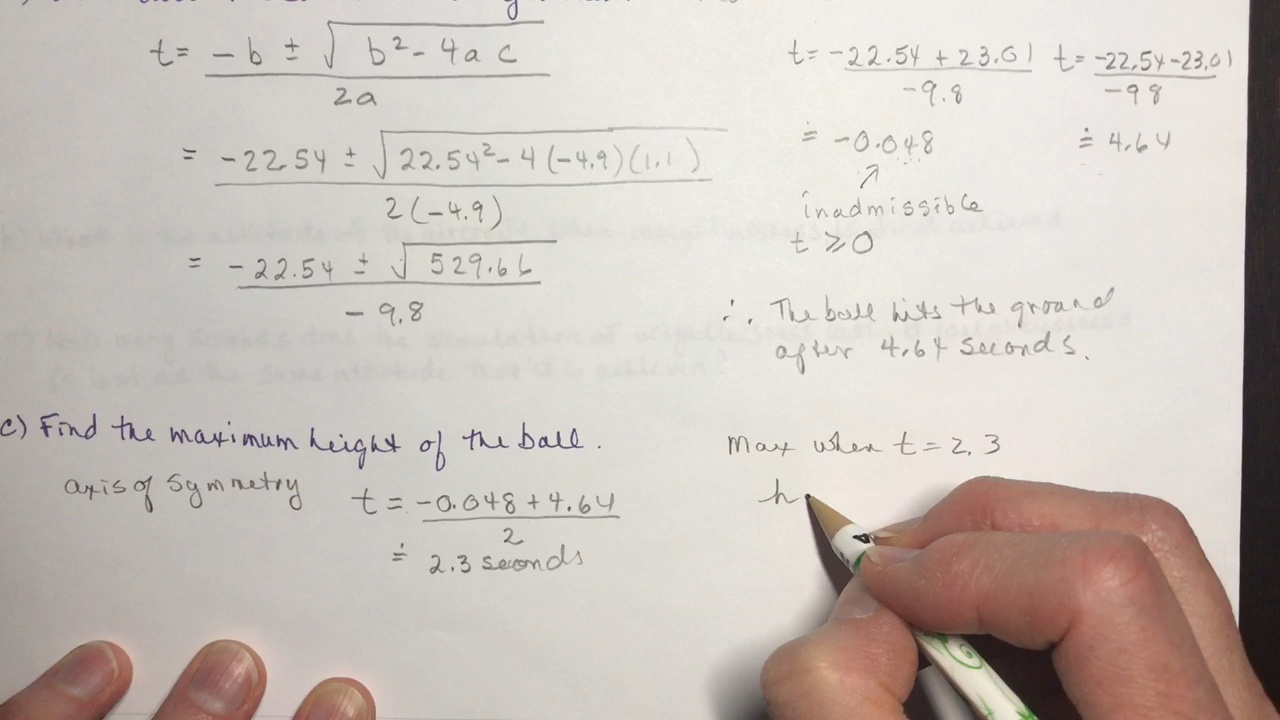 t = -b ± √b² - 4ac
2a
= -22.54 ± √22.54² - 4(-4.9)(1.1)
2(-4.9)
= -22.54 ± √529.66
-9.8
t = -22.54 + 23.01
-9.8
≐ -0.048
inadmissible
t ≥ 0
t = -22.54 - 23.01
-98
≐ 4.64
∴ The ball hits the ground
after 4.64 seconds.
c) Find the maximum height of the ball.
axis of symmetry
t = -0.048 + 4.64
2
≐ 2.3 seconds
Max when t = 2.3
h